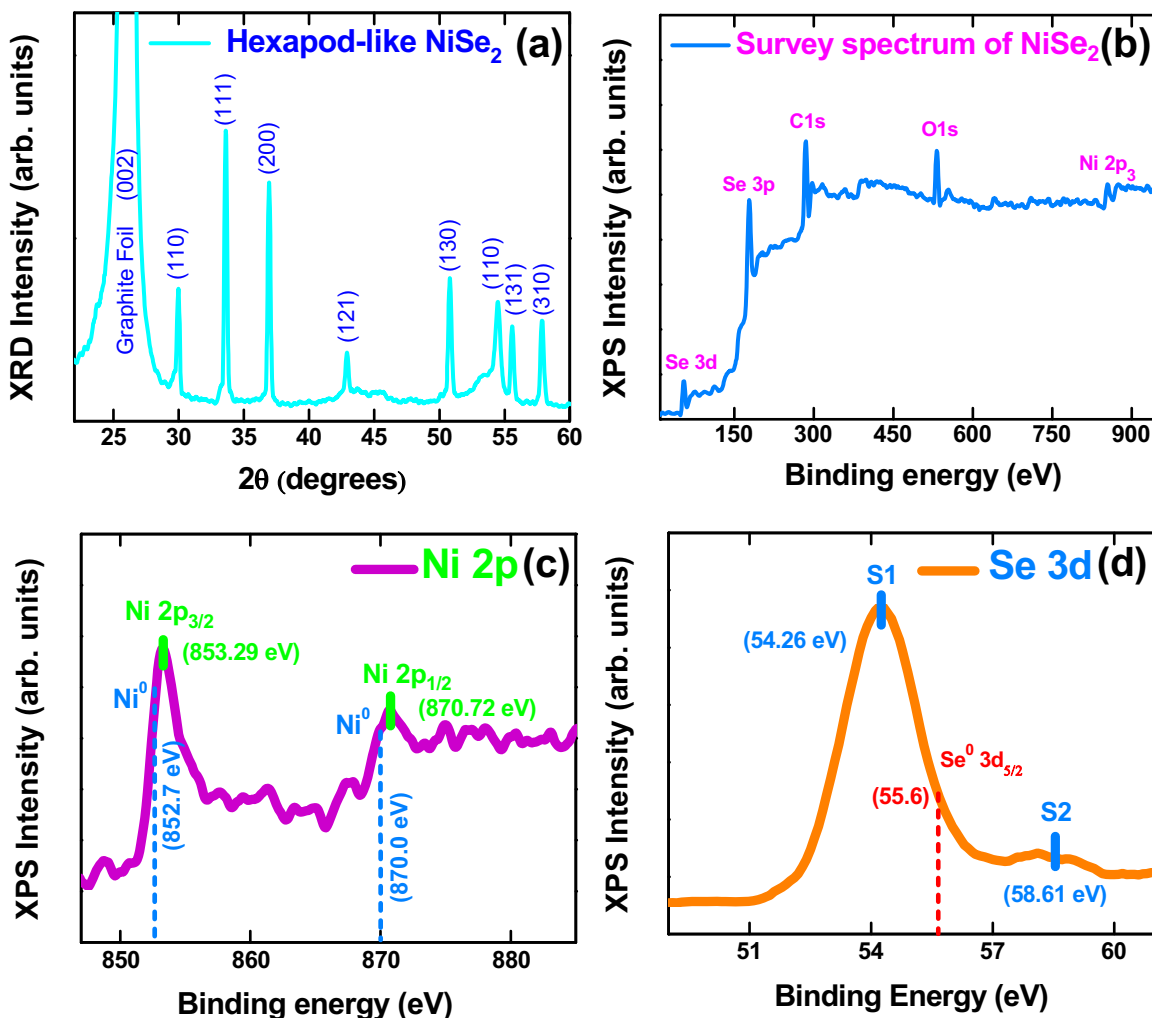 Hexapod-like NiSe₂ (a)
XRD Intensity (arb. units)
Graphite Foil (002)
(110)
(111)
(200)
(121)
(130)
(110)
(131)
(310)
25 30 35 40 45 50 55 60
2θ (degrees)
Survey spectrum of NiSe₂ (b)
XPS Intensity (arb. units)
Se 3d
Se 3p
C1s
O1s
Ni 2p₃
150 300 450 600 750 900
Binding energy (eV)
Ni 2p (c)
XPS Intensity (arb. units)
Ni 2p₃/₂
(853.29 eV)
Ni⁰
(852.7 eV)
Ni 2p₁/₂
(870.72 eV)
Ni⁰
(870.0 eV)
850 860 870 880
Binding energy (eV)
Se 3d (d)
XPS Intensity (arb. units)
S1
(54.26 eV)
Se⁰ 3d₅/₂
(55.6)
S2
(58.61 eV)
51 54 57 60
Binding Energy (eV)